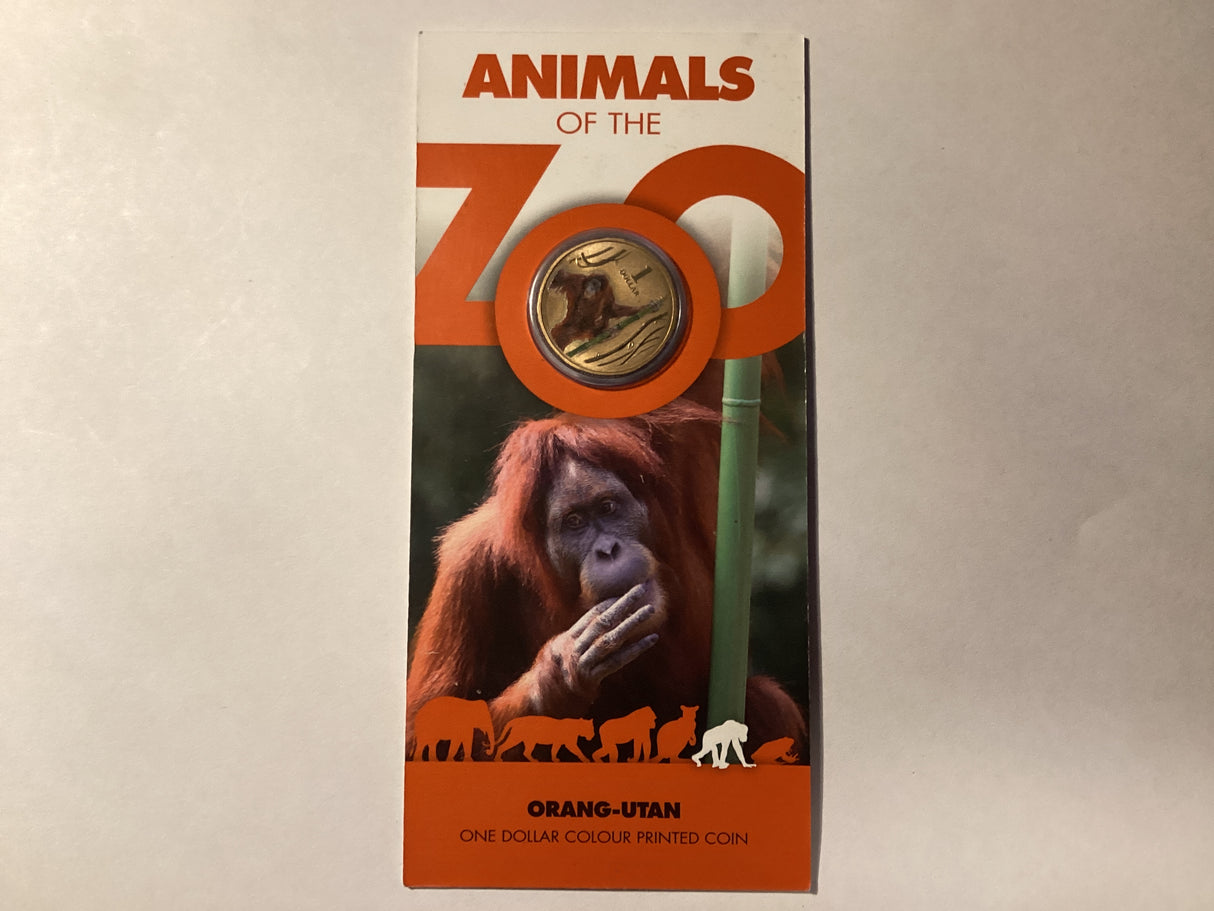 ANIMALS
OF THE
ZOO
1
DOLLAR
ORANG-UTAN
ONE DOLLAR COLOUR PRINTED COIN